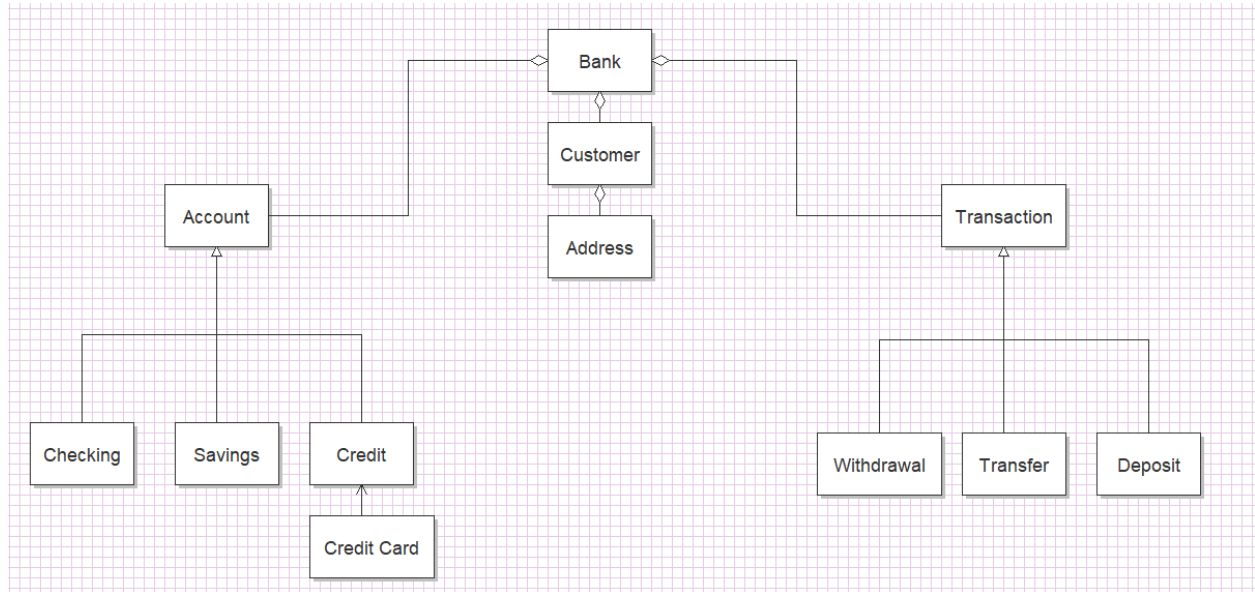 Bank
Customer
Account
Transaction
Address
Checking
Savings
Credit
Withdrawal
Transfer
Deposit
Credit Card